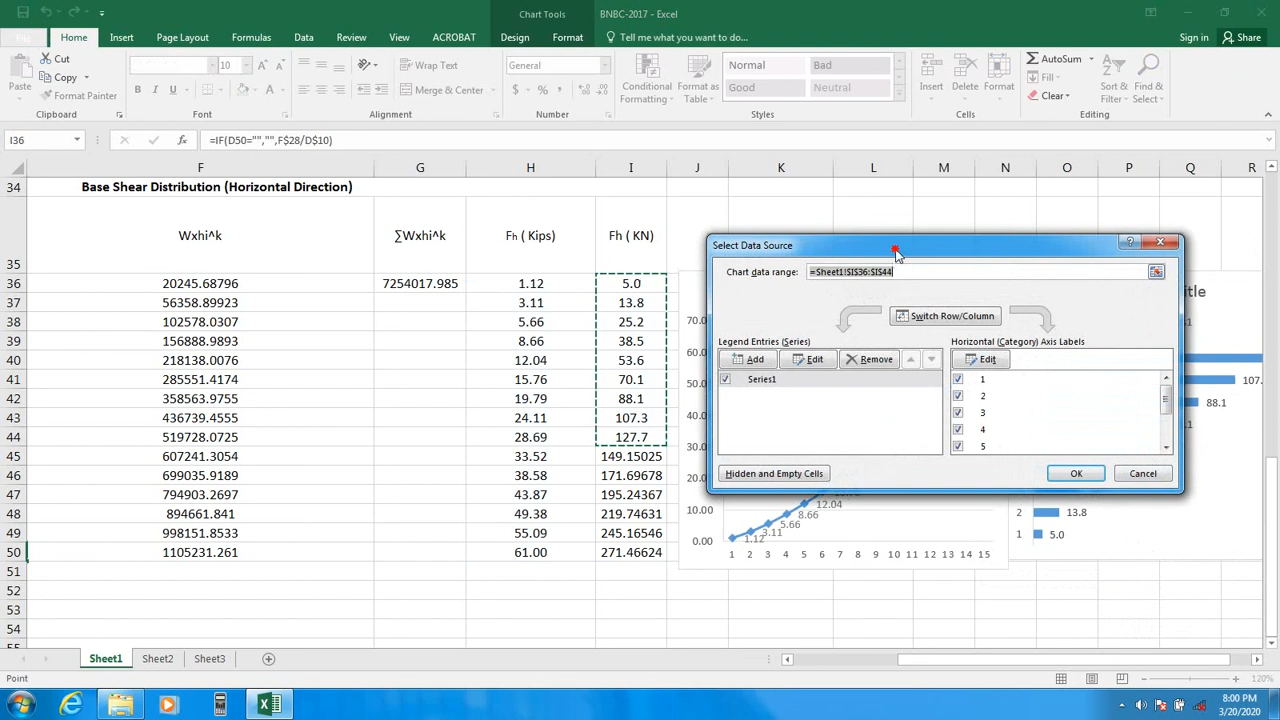 Chart Tools
BNBC-2017 - Excel
File
Home
Insert
Page Layout
Formulas
Data
Review
View
ACROBAT
Design
Format
Tell me what you want to do...
Sign in
Share
Paste
Cut
Copy
Format Painter
Clipboard
10
B I U
Font
Wrap Text
Merge & Center
Alignment
General
$ % ,
Number
Conditional Formatting
Format as Table
Normal
Bad
Good
Neutral
Styles
Insert
Delete
Format
Cells
AutoSum
Fill
Clear
Sort & Filter
Find & Select
Editing
I36
fx
=IF(D50="","",F$28/D$10)
F G H I J K L M N O P Q R
34 Base Shear Distribution (Horizontal Direction)
35 Wxhi^k ∑Wxhi^k Fh ( Kips) Fh ( KN)
36 20245.68796 7254017.985 1.12 5.0
37 56358.89923 3.11 13.8
38 102578.0307 5.66 25.2
39 156888.9893 8.66 38.5
40 218138.0076 12.04 53.6
41 285551.4174 15.76 70.1
42 358563.9755 19.79 88.1
43 436739.4555 24.11 107.3
44 519728.0725 28.69 127.7
45 607241.3054 33.52 149.15025
46 699035.9189 38.58 171.69678
47 794903.2697 43.87 195.24367
48 894661.841 49.38 219.74631
49 998151.8533 55.09 245.16546
50 1105231.261 61.00 271.46624
51
52
53
54
Select Data Source
?
Chart data range:
=Sheet1!$I$36:$I$44
Switch Row/Column
Legend Entries (Series)
Add
Edit
Remove
Series1
Horizontal (Category) Axis Labels
Edit
1
2
3
4
5
Hidden and Empty Cells
OK
Cancel
70.
60.
50.
40.
30.
20.
10.00
0.00
12.04
8.66
5.66
3.11
1.12
1 2 3 4 5 6 7 8 9 10 11 12 13 14 15
107.
88.1
2 13.8
1 5.0
Sheet1
Sheet2
Sheet3
Point
120%
8:00 PM
3/20/2020